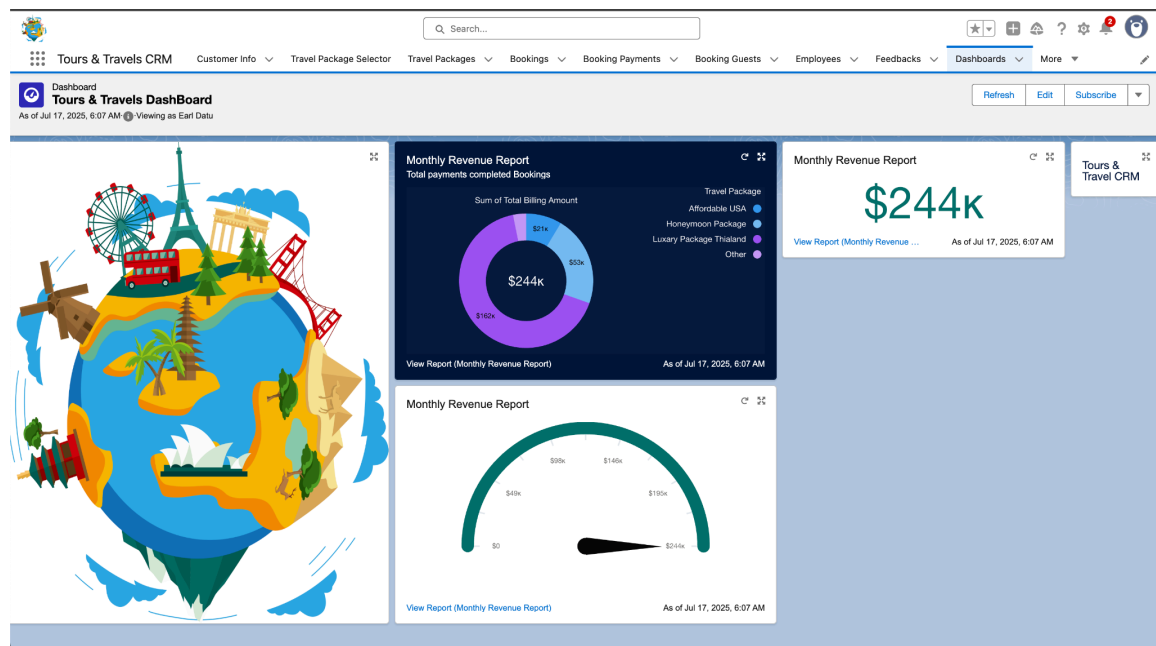 Search...
2
Tours & Travels CRM
Customer Info
Travel Package Selector
Travel Packages
Bookings
Booking Payments
Booking Guests
Employees
Feedbacks
Dashboards
More
Dashboard
Tours & Travels DashBoard
As of Jul 17, 2025, 6:07 AM·Viewing as Earl Datu
Refresh
Edit
Subscribe
Monthly Revenue Report
Total payments completed Bookings
Sum of Total Billing Amount
Travel Package
Affordable USA
Honeymoon Package
Luxary Package Thialand
Other
$21K
$53K
$244K
$162K
View Report (Monthly Revenue Report)
As of Jul 17, 2025, 6:07 AM
Monthly Revenue Report
$244K
View Report (Monthly Revenue ...
As of Jul 17, 2025, 6:07 AM
Tours &
Travel CRM
Monthly Revenue Report
$98K
$146K
$49K
$195K
$0
$244K
View Report (Monthly Revenue Report)
As of Jul 17, 2025, 6:07 AM